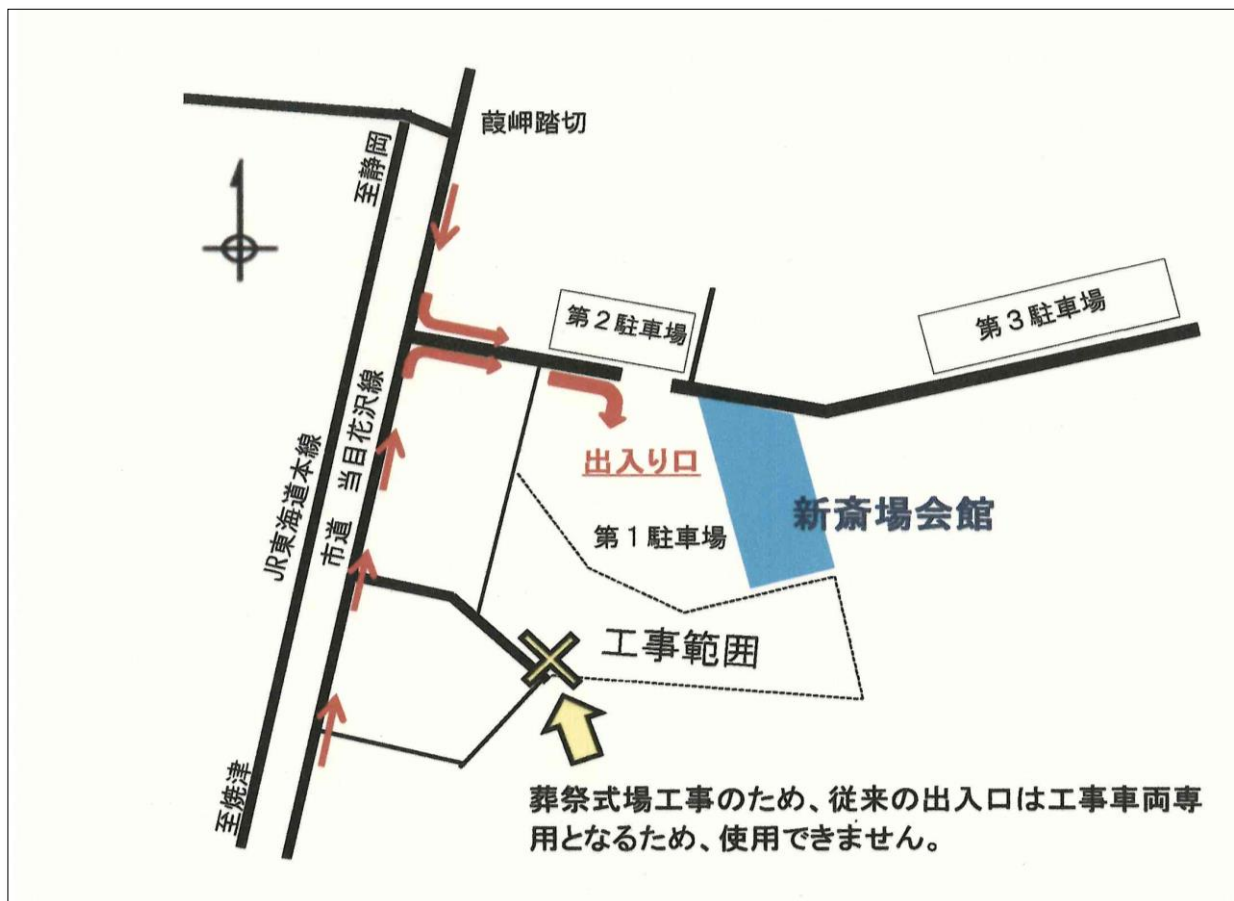 葭岬踏切
至静岡
第2駐車場
第3駐車場
JR東海道本線
市道 当目花沢線
出入り口
第1駐車場
新斎場会館
工事範囲
至焼津
葬祭式場工事のため、従来の出入口は工事車両専
用となるため、使用できません。